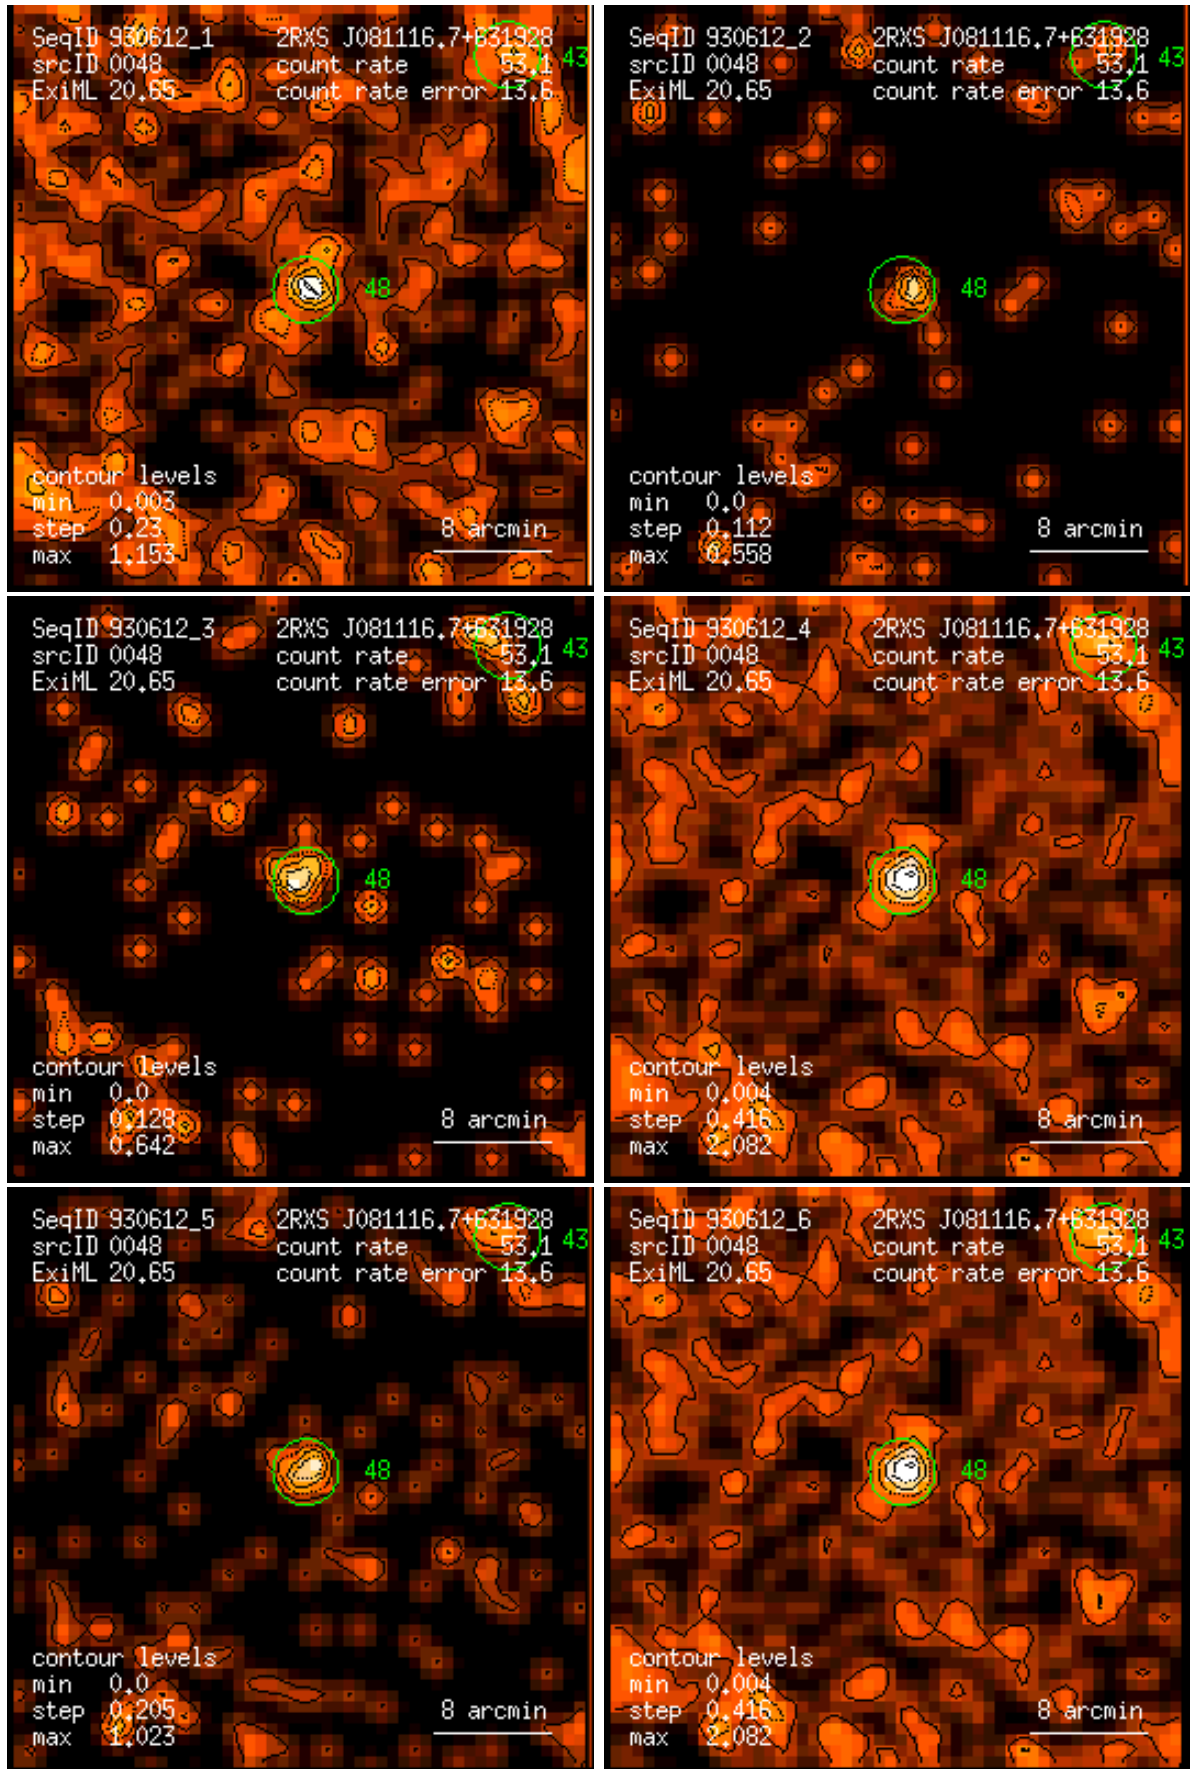 SeqID 930612_1 2RXS J081116.7+631928
srcID 0048 count rate 53.1 43
ExiML 20.65 count rate error 13.6
48
contour levels
min 0.003
step 0.23 8 arcmin
max 1.153
SeqID 930612_2 2RXS J081116.7+631928
srcID 0048 count rate 53.1 43
ExiML 20.65 count rate error 13.6
48
contour levels
min 0.0
step 0.112 8 arcmin
max 0.558
SeqID 930612_3 2RXS J081116.7+631928
srcID 0048 count rate 53.1 43
ExiML 20.65 count rate error 13.6
48
contour levels
min 0.0
step 0.128 8 arcmin
max 0.642
SeqID 930612_4 2RXS J081116.7+631928
srcID 0048 count rate 53.1 43
ExiML 20.65 count rate error 13.6
48
contour levels
min 0.004
step 0.416 8 arcmin
max 2.082
SeqID 930612_5 2RXS J081116.7+631928
srcID 0048 count rate 53.1 43
ExiML 20.65 count rate error 13.6
48
contour levels
min 0.0
step 0.205 8 arcmin
max 1.023
SeqID 930612_6 2RXS J081116.7+631928
srcID 0048 count rate 53.1 43
ExiML 20.65 count rate error 13.6
48
contour levels
min 0.004
step 0.416 8 arcmin
max 2.082